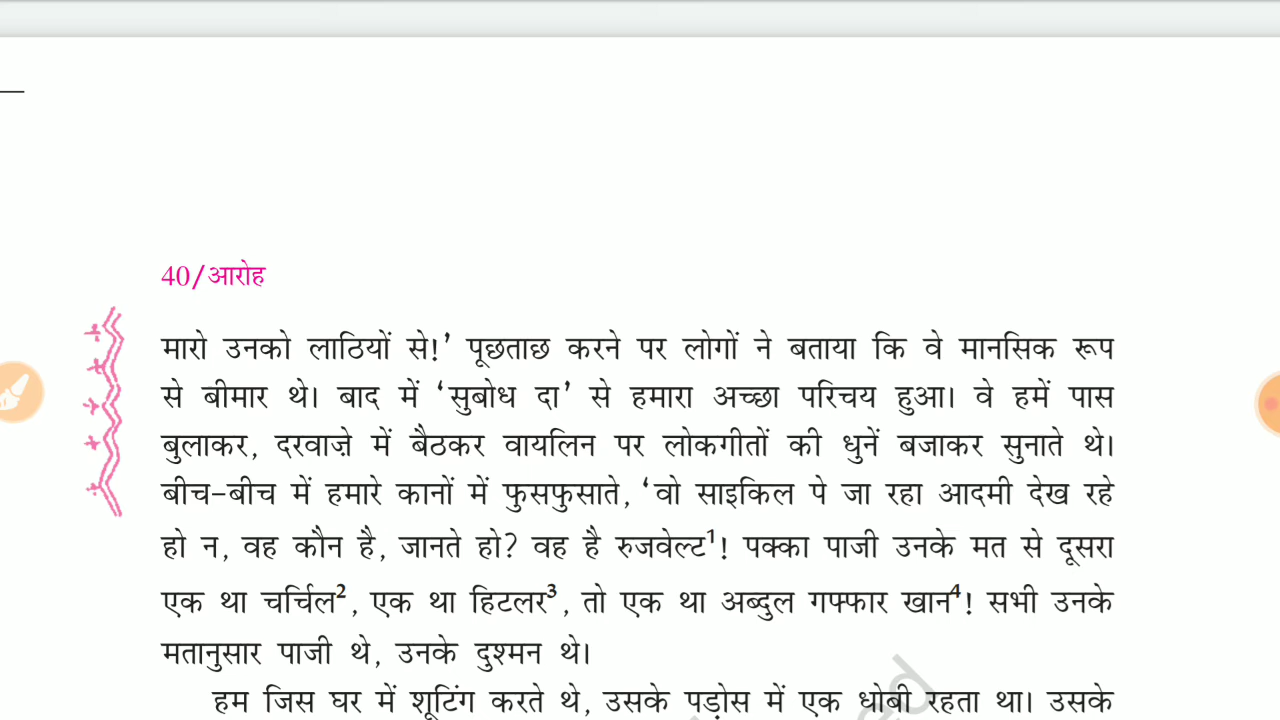 40/आरोह
मारो उनको लाठियों से!’ पूछताछ करने पर लोगों ने बताया कि वे मानसिक रूप
से बीमार थे। बाद में ‘सुबोध दा’ से हमारा अच्छा परिचय हुआ। वे हमें पास
बुलाकर, दरवाज़े में बैठकर वायलिन पर लोकगीतों की धुनें बजाकर सुनाते थे।
बीच-बीच में हमारे कानों में फुसफुसाते, ‘वो साइकिल पे जा रहा आदमी देख रहे
हो न, वह कौन है, जानते हो? वह है रुजवेल्ट¹! पक्का पाजी उनके मत से दूसरा
एक था चर्चिल², एक था हिटलर³, तो एक था अब्दुल गफ्फार खान⁴! सभी उनके
मतानुसार पाजी थे, उनके दुश्मन थे।
हम जिस घर में शूटिंग करते थे, उसके पड़ोस में एक धोबी रहता था। उसके